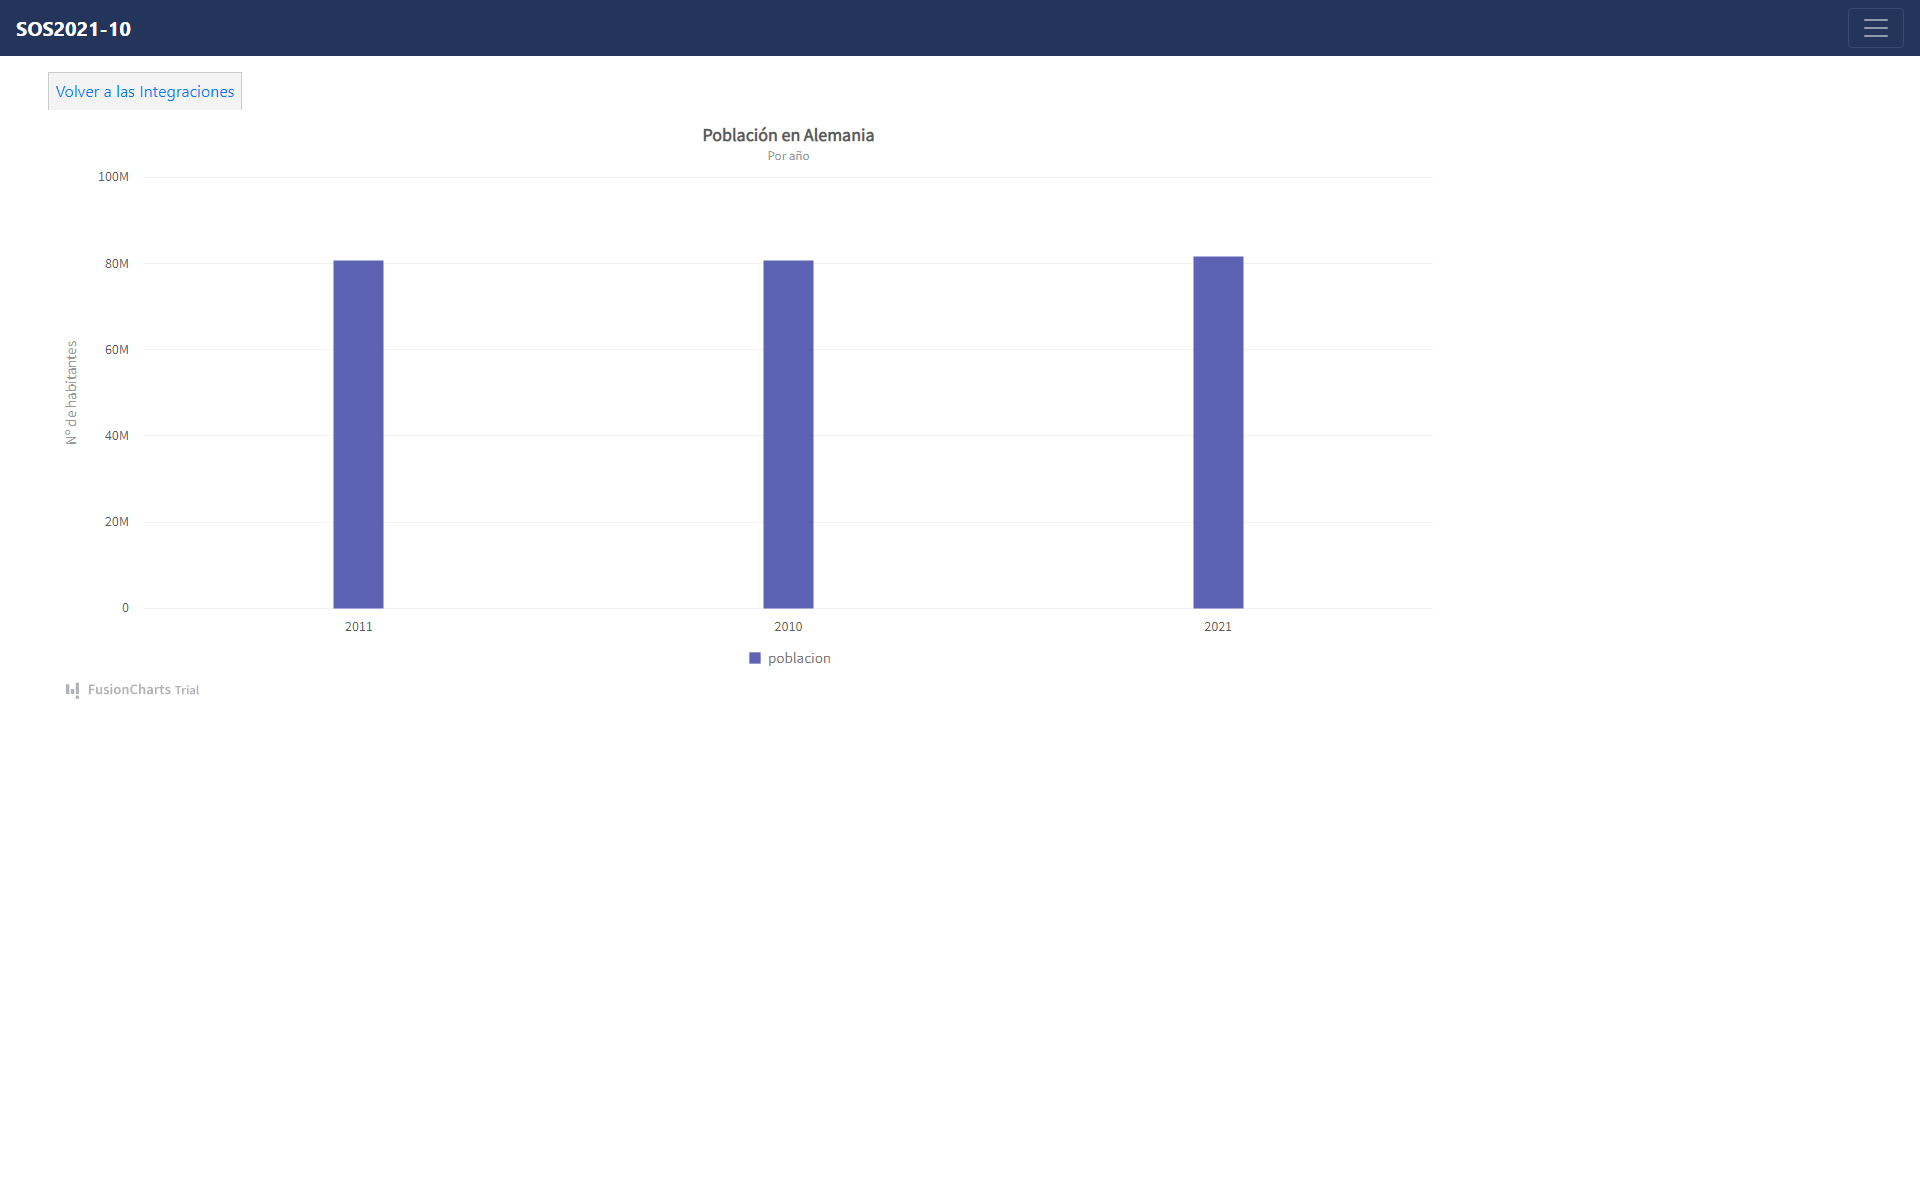 SOS2021-10
Volver a las Integraciones
Población en Alemania
Por año
100M
80M
60M
40M
20M
0
Nº de habitantes
2011 2010 2021
poblacion
FusionCharts Trial